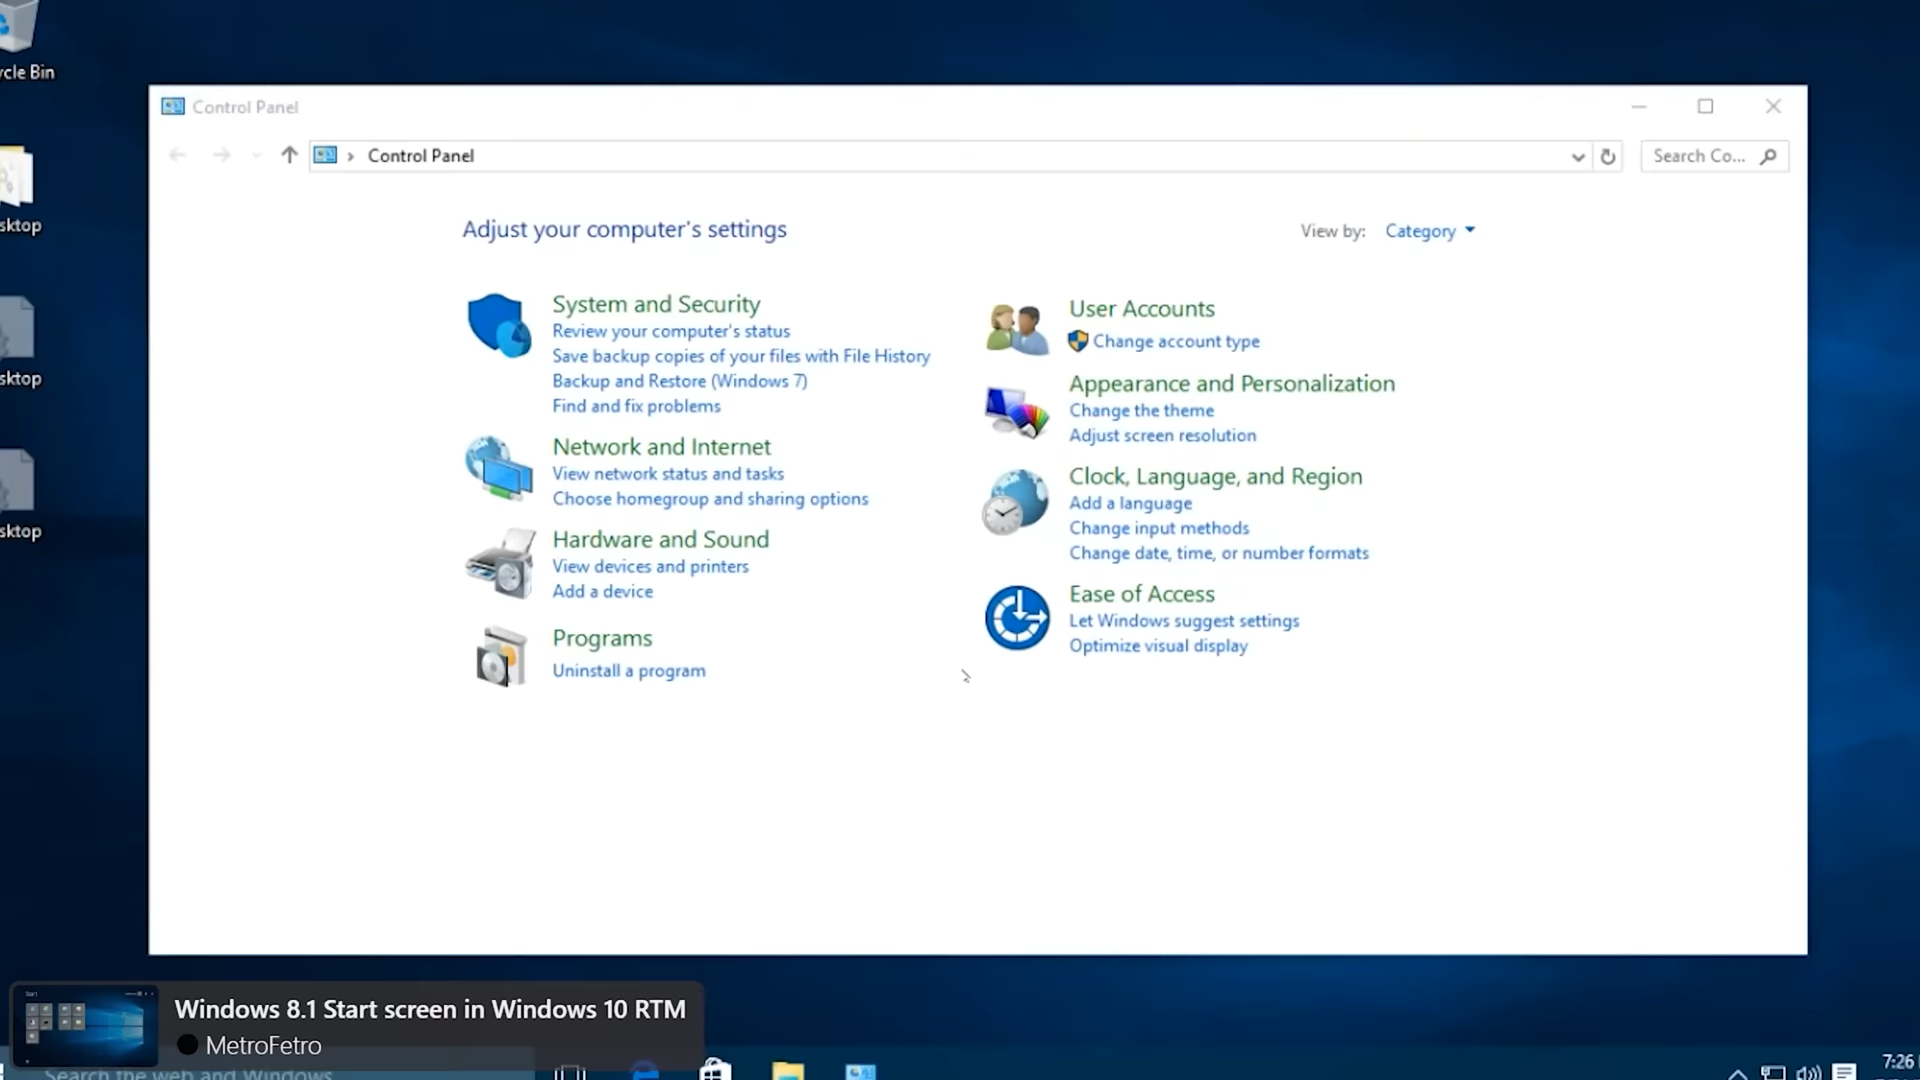 ycle Bin
Control Panel
Control Panel
Search Co...
sktop
Adjust your computer's settings
View by: Category
System and Security
Review your computer's status
Save backup copies of your files with File History
Backup and Restore (Windows 7)
Find and fix problems
Network and Internet
View network status and tasks
Choose homegroup and sharing options
Hardware and Sound
View devices and printers
Add a device
Programs
Uninstall a program
User Accounts
Change account type
Appearance and Personalization
Change the theme
Adjust screen resolution
Clock, Language, and Region
Add a language
Change input methods
Change date, time, or number formats
Ease of Access
Let Windows suggest settings
Optimize visual display
sktop
sktop
Windows 8.1 Start screen in Windows 10 RTM
MetroFetro
Search the web and Windows
7:26